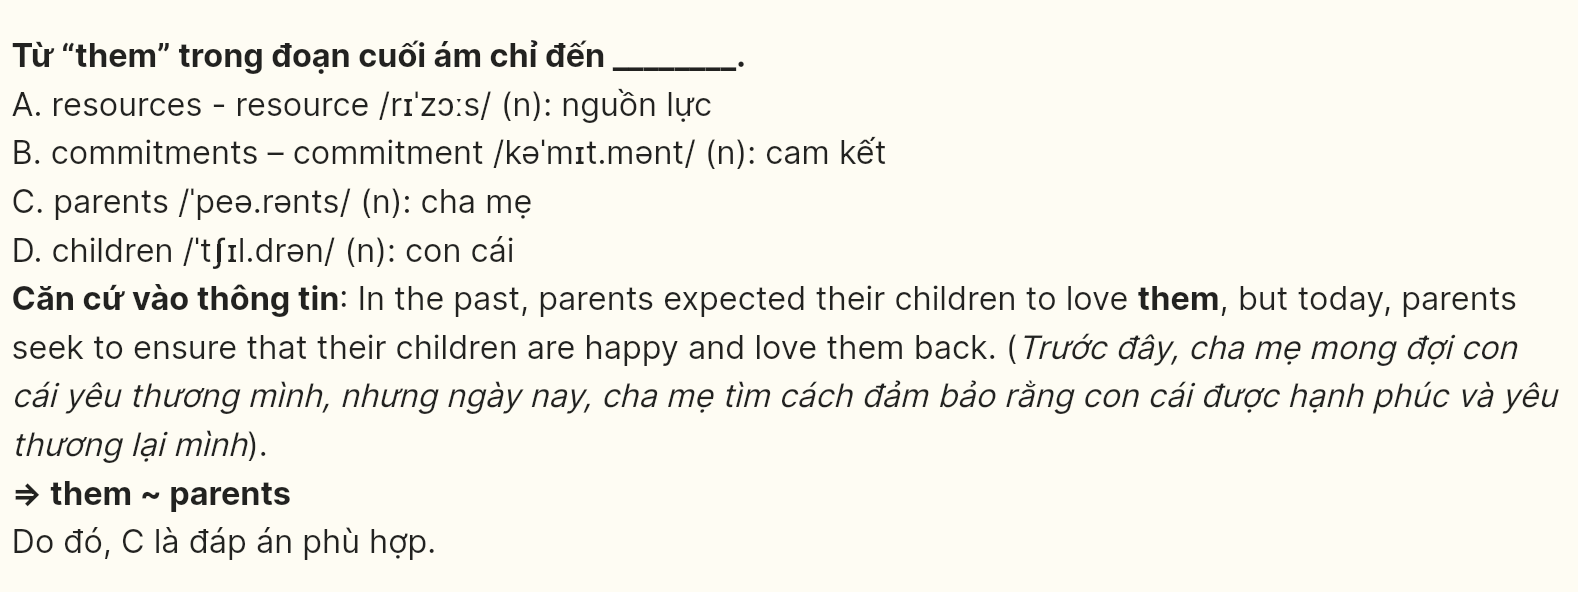 Từ “them” trong đoạn cuối ám chỉ đến ________.
A. resources - resource /rɪˈzɔːs/ (n): nguồn lực
B. commitments – commitment /kəˈmɪt.mənt/ (n): cam kết
C. parents /ˈpeə.rənts/ (n): cha mẹ
D. children /ˈtʃɪl.drən/ (n): con cái
Căn cứ vào thông tin: In the past, parents expected their children to love them, but today, parents
seek to ensure that their children are happy and love them back. (Trước đây, cha mẹ mong đợi con
cái yêu thương mình, nhưng ngày nay, cha mẹ tìm cách đảm bảo rằng con cái được hạnh phúc và yêu
thương lại mình).
⇒ them ~ parents
Do đó, C là đáp án phù hợp.